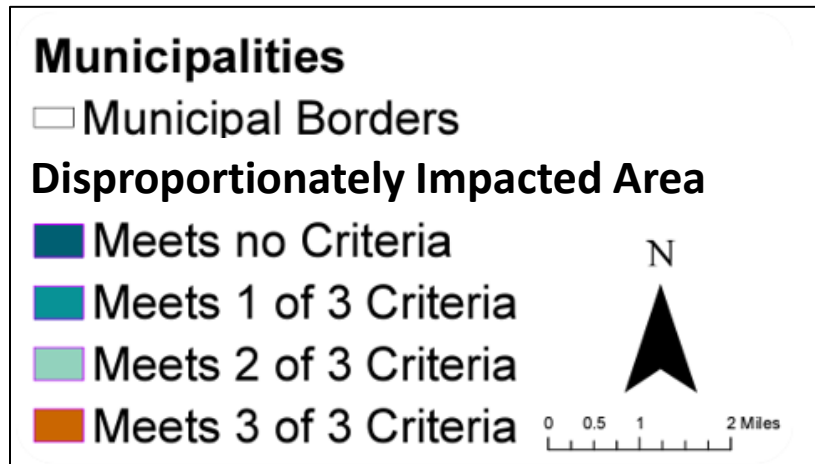 Municipalities
Municipal Borders
Disproportionately Impacted Area
Meets no Criteria
N
Meets 1 of 3 Criteria
Meets 2 of 3 Criteria
Meets 3 of 3 Criteria
0 0.5 1 2 Miles